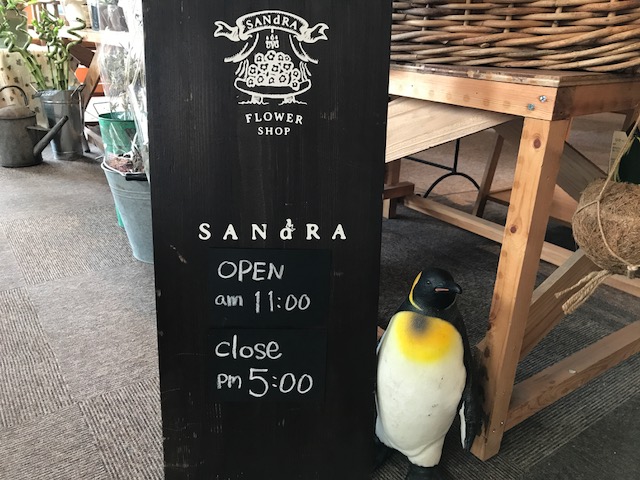 SANdRA
FLOWER
SHOP
SANdRA
OPEN
am 11:00
close
pm 5:00